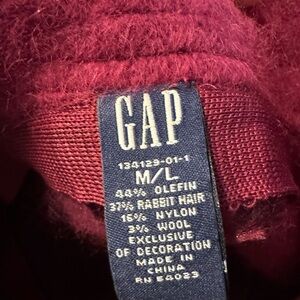 GAP
134129-01-1
M/L
44% OLEFIN
37% RABBIT HAIR
16% NYLON
3% WOOL
EXCLUSIVE
OF DECORATION
MADE IN
CHINA
RN 54023